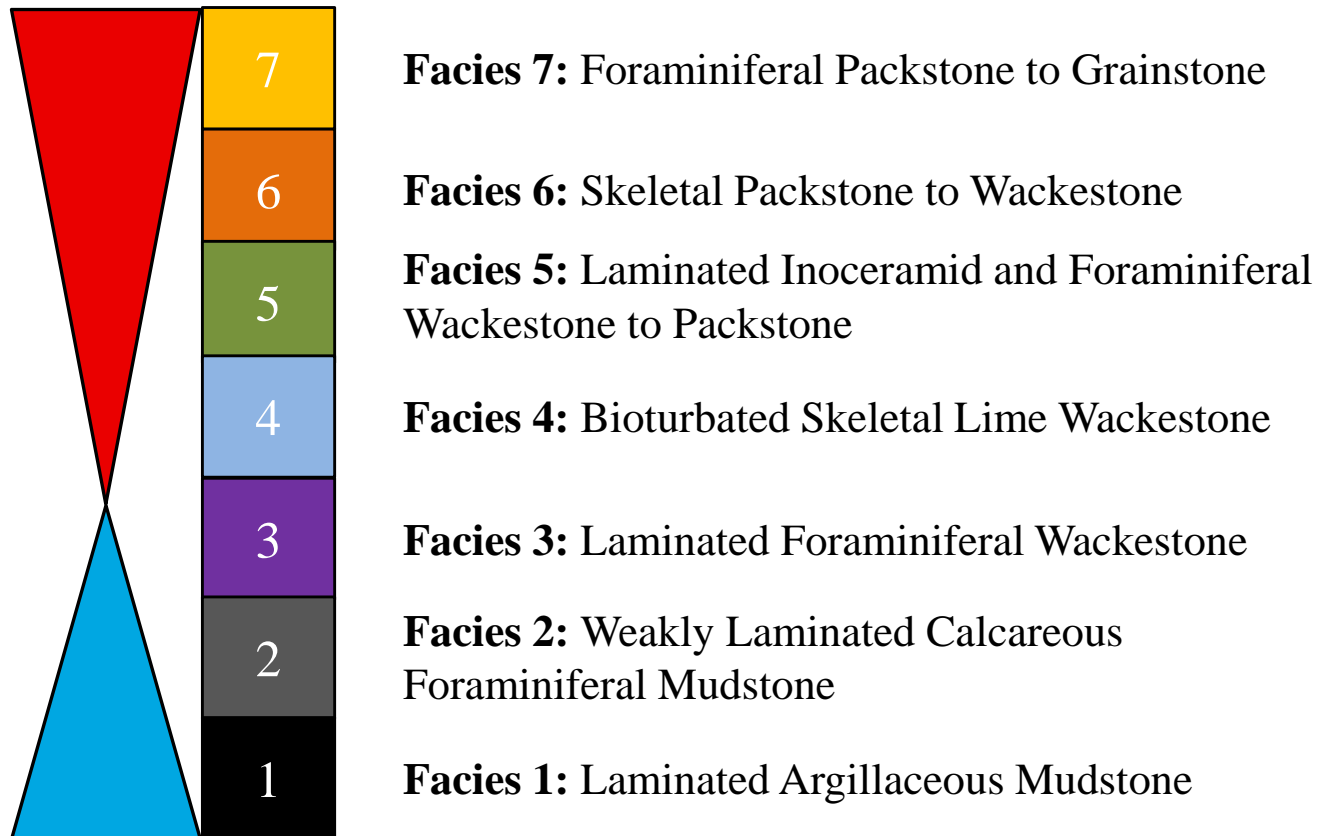 7
Facies 7: Foraminiferal Packstone to Grainstone
6
Facies 6: Skeletal Packstone to Wackestone
5
Facies 5: Laminated Inoceramid and Foraminiferal
Wackestone to Packstone
4
Facies 4: Bioturbated Skeletal Lime Wackestone
3
Facies 3: Laminated Foraminiferal Wackestone
2
Facies 2: Weakly Laminated Calcareous
Foraminiferal Mudstone
1
Facies 1: Laminated Argillaceous Mudstone